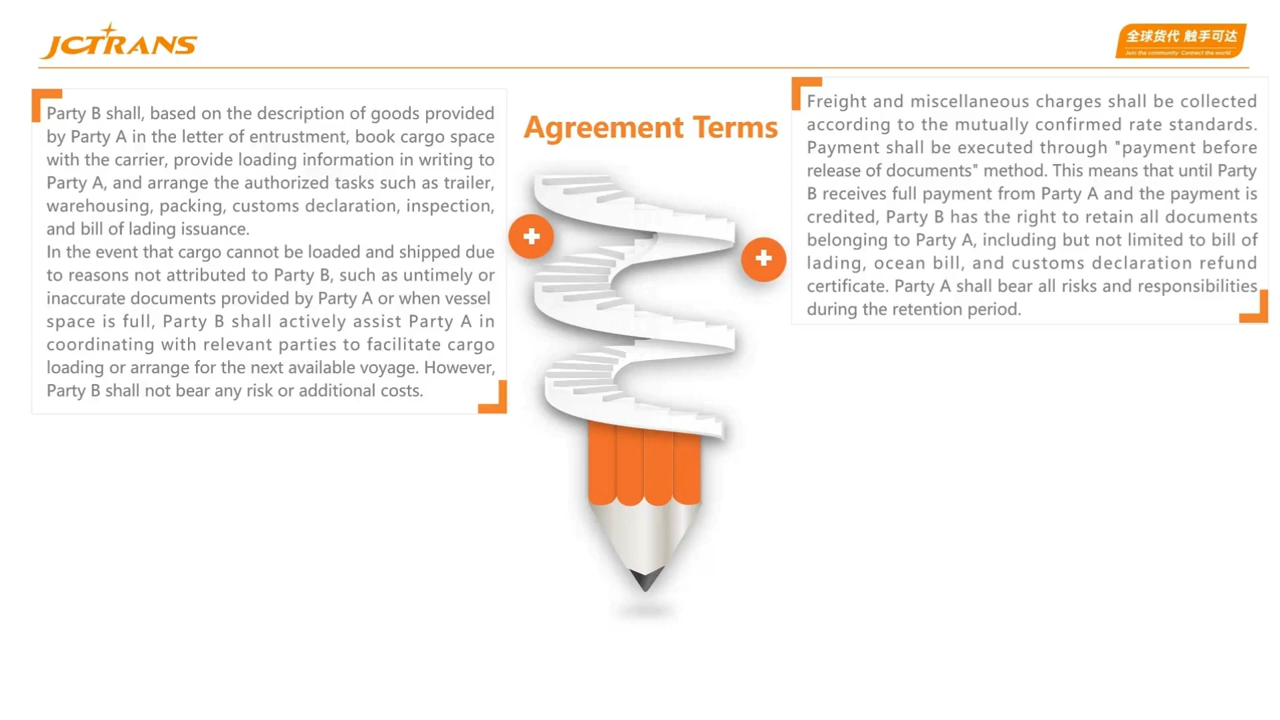 JCTRANS
全球货代 触手可达
Join the community Connect the world
Party B shall, based on the description of goods provided
by Party A in the letter of entrustment, book cargo space
with the carrier, provide loading information in writing to
Party A, and arrange the authorized tasks such as trailer,
warehousing, packing, customs declaration, inspection,
and bill of lading issuance.
In the event that cargo cannot be loaded and shipped due
to reasons not attributed to Party B, such as untimely or
inaccurate documents provided by Party A or when vessel
space is full, Party B shall actively assist Party A in
coordinating with relevant parties to facilitate cargo
loading or arrange for the next available voyage. However,
Party B shall not bear any risk or additional costs.
Agreement Terms
Freight and miscellaneous charges shall be collected
according to the mutually confirmed rate standards.
Payment shall be executed through "payment before
release of documents" method. This means that until Party
B receives full payment from Party A and the payment is
credited, Party B has the right to retain all documents
belonging to Party A, including but not limited to bill of
lading, ocean bill, and customs declaration refund
certificate. Party A shall bear all risks and responsibilities
during the retention period.